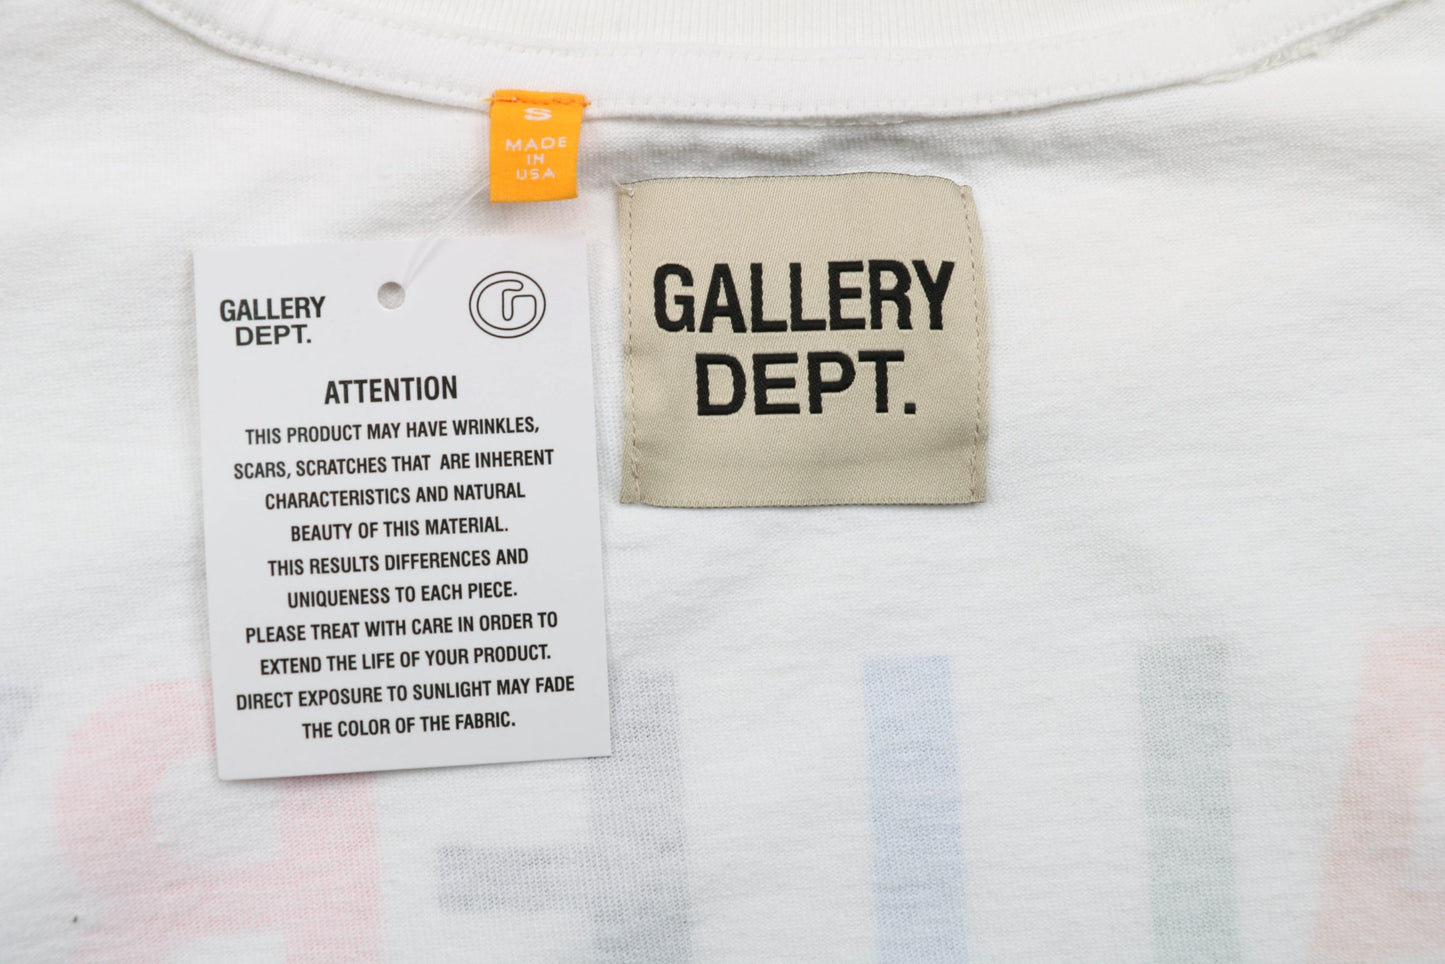 S
MADE
IN
USA
GALLERY
DEPT.
GALLERY
DEPT.
ATTENTION
THIS PRODUCT MAY HAVE WRINKLES,
SCARS, SCRATCHES THAT ARE INHERENT
CHARACTERISTICS AND NATURAL
BEAUTY OF THIS MATERIAL.
THIS RESULTS DIFFERENCES AND
UNIQUENESS TO EACH PIECE.
PLEASE TREAT WITH CARE IN ORDER TO
EXTEND THE LIFE OF YOUR PRODUCT.
DIRECT EXPOSURE TO SUNLIGHT MAY FADE
THE COLOR OF THE FABRIC.